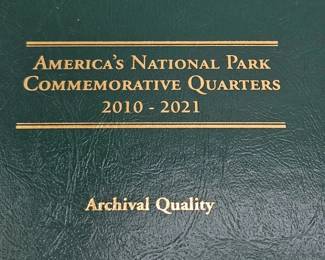 America's National Park
Commemorative Quarters
2010 - 2021
Archival Quality